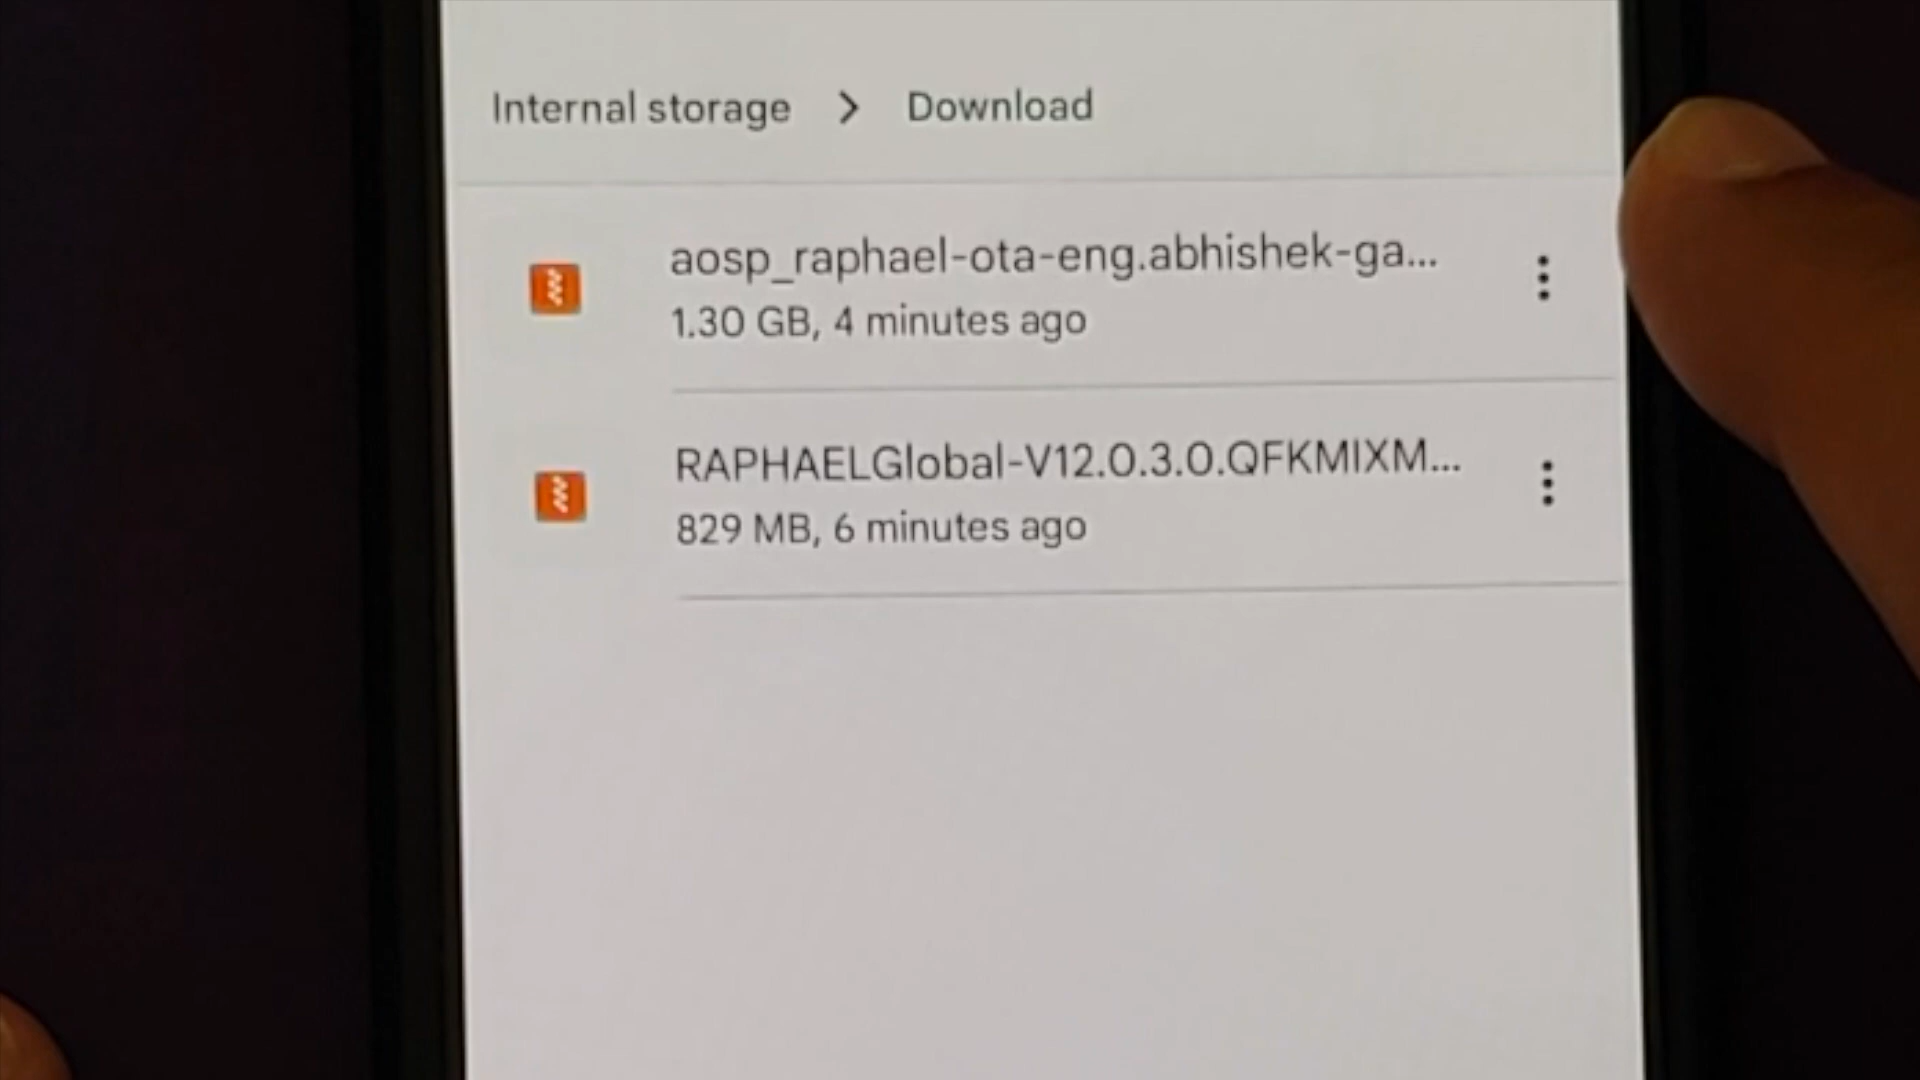 Internal storage > Download
aosp_raphael-ota-eng.abhishek-ga...
1.30 GB, 4 minutes ago
RAPHAELGlobal-V12.0.3.0.QFKMIXM...
829 MB, 6 minutes ago